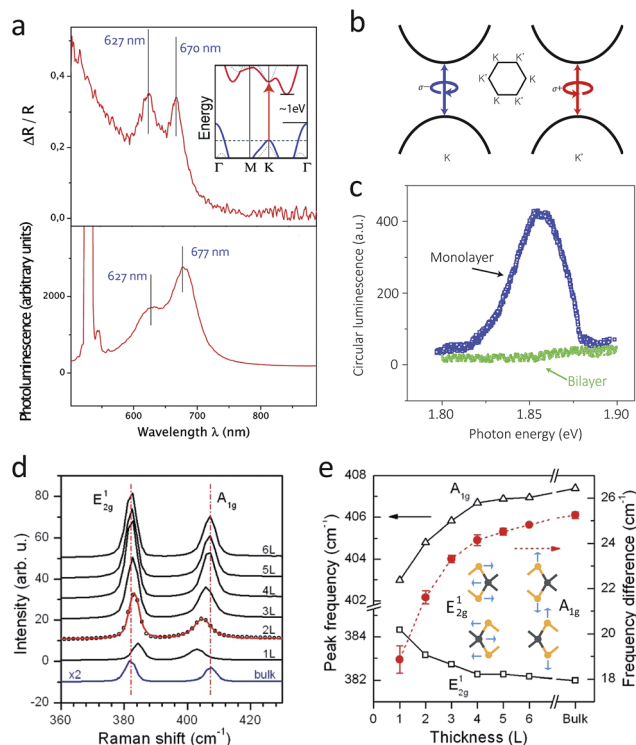 a
627 nm
670 nm
0,4
0,2
0,0
ΔR / R
Energy
~1eV
Γ M K Γ
627 nm
677 nm
2000
0
Photoluminescence (arbitrary units)
500 600 700 800
Wavelength λ (nm)
b
σ−
K
K K'
K' K
K K'
σ+
K'
c
Circular luminescence (a.u.)
400
200
0
Monolayer
Bilayer
1.80 1.85 1.90
Photon energy (eV)
d
Intensity (arb. u.)
80
60
40
20
0
-20
E¹2g
A1g
6L
5L
4L
3L
2L
1L
x2
bulk
360 380 400 420
Raman shift (cm⁻¹)
e
Peak frequency (cm⁻¹)
408
406
404
402
384
382
A1g
E¹2g
A1g
E¹2g
26
24
22
20
18
Frequency difference (cm⁻¹)
0 1 2 3 4 5 6 Bulk
Thickness (L)